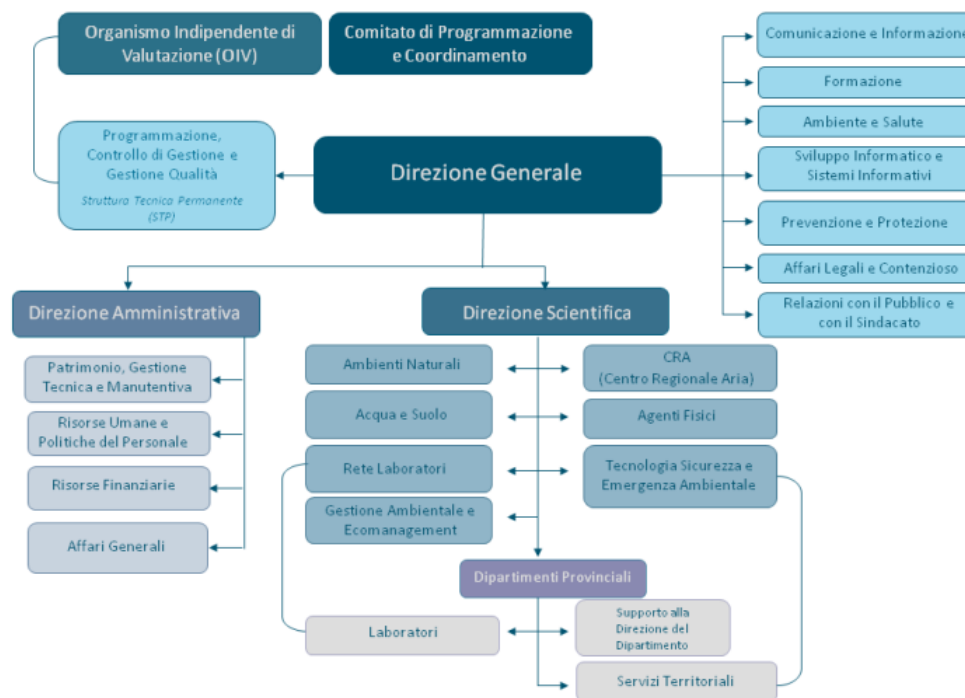 Organismo Indipendente di
Valutazione (OIV)
Comitato di Programmazione
e Coordinamento
Comunicazione e Informazione
Formazione
Ambiente e Salute
Sviluppo Informatico e
Sistemi Informativi
Prevenzione e Protezione
Affari Legali e Contenzioso
Relazioni con il Pubblico e
con il Sindacato
Programmazione,
Controllo di Gestione e
Gestione Qualità
Struttura Tecnica Permanente
(STP)
Direzione Generale
Direzione Amministrativa
Patrimonio, Gestione
Tecnica e Manutentiva
Risorse Umane e
Politiche del Personale
Risorse Finanziarie
Affari Generali
Direzione Scientifica
Ambienti Naturali
CRA
(Centro Regionale Aria)
Acqua e Suolo
Agenti Fisici
Rete Laboratori
Tecnologia Sicurezza e
Emergenza Ambientale
Gestione Ambientale e
Ecomanagement
Dipartimenti Provinciali
Laboratori
Supporto alla
Direzione del
Dipartimento
Servizi Territoriali